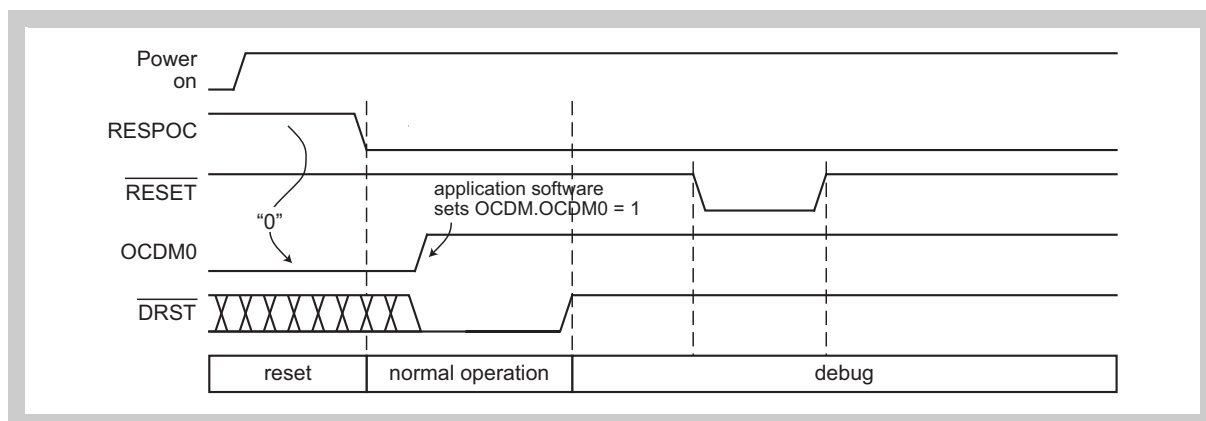 Power
on
RESPOC
RESET
application software
sets OCDM.OCDM0 = 1
“0”
OCDM0
DRST
reset
normal operation
debug